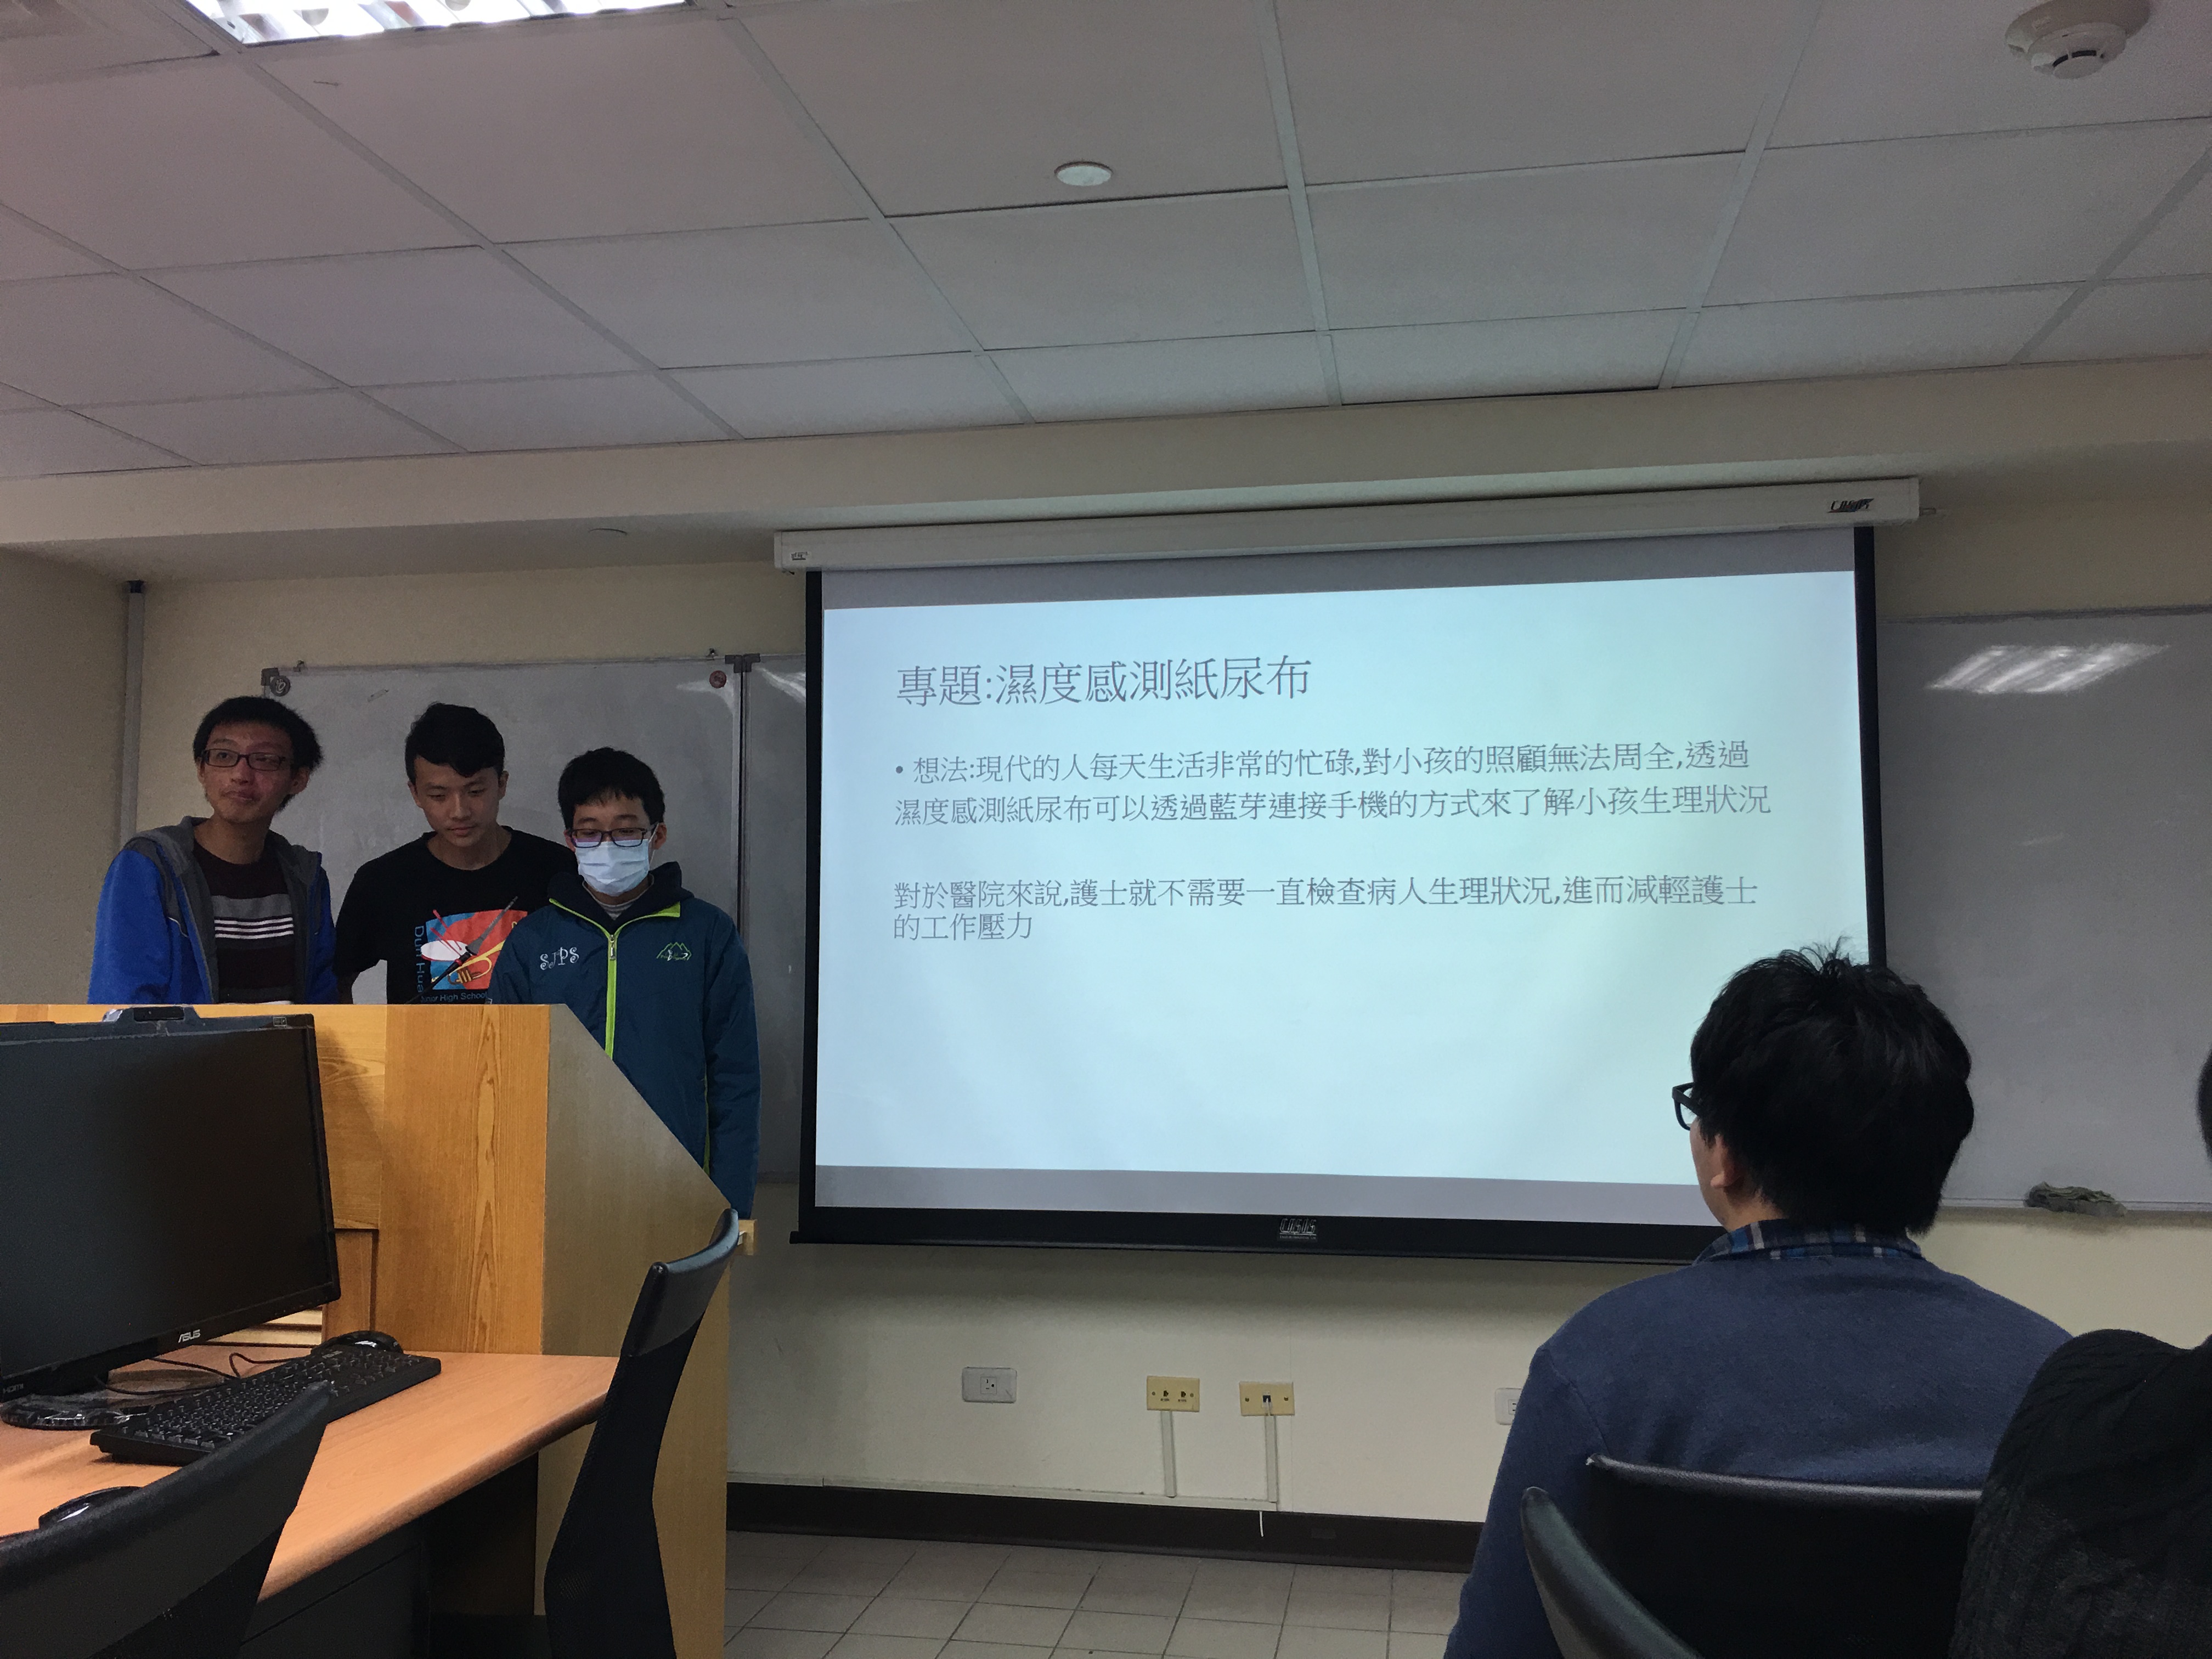 專題:濕度感測紙尿布
• 想法:現代的人每天生活非常的忙碌,對小孩的照顧無法周全,透過
濕度感測紙尿布可以透過藍芽連接手機的方式來了解小孩生理狀況
對於醫院來說,護士就不需要一直檢查病人生理狀況,進而減輕護士
的工作壓力
SJPS
High School
ASUS
HDMI